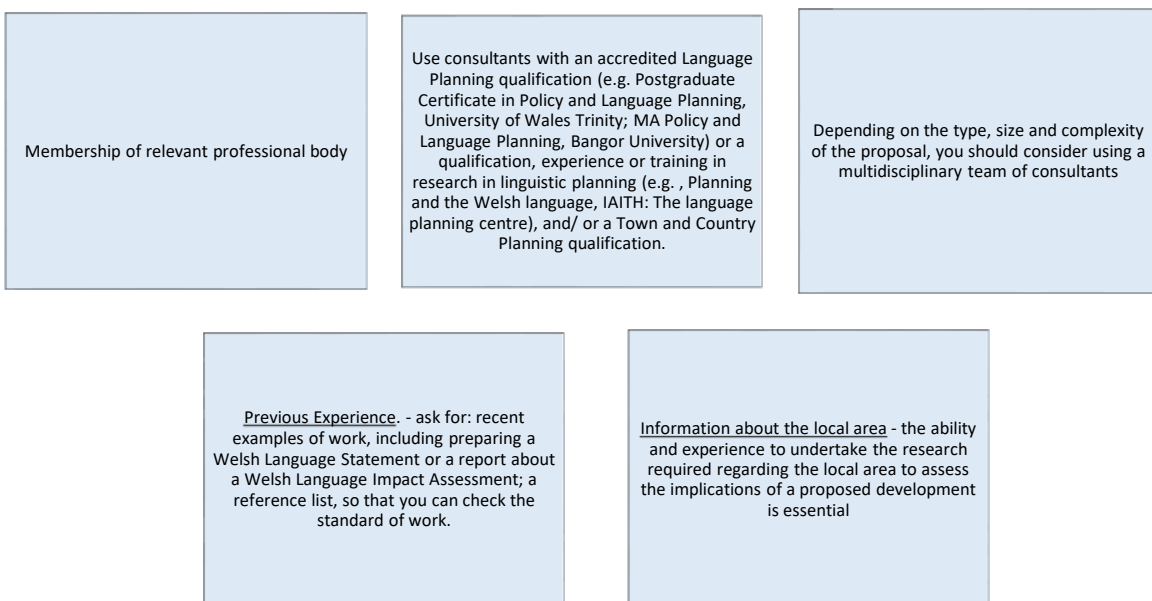 Membership of relevant professional body
Use consultants with an accredited Language
Planning qualification (e.g. Postgraduate
Certificate in Policy and Language Planning,
University of Wales Trinity; MA Policy and
Language Planning, Bangor University) or a
qualification, experience or training in
research in linguistic planning (e.g. , Planning
and the Welsh language, IAITH: The language
planning centre), and/ or a Town and Country
Planning qualification.
Depending on the type, size and complexity
of the proposal, you should consider using a
multidisciplinary team of consultants
Previous Experience. - ask for: recent
examples of work, including preparing a
Welsh Language Statement or a report about
a Welsh Language Impact Assessment; a
reference list, so that you can check the
standard of work.
Information about the local area - the ability
and experience to undertake the research
required regarding the local area to assess
the implications of a proposed development
is essential